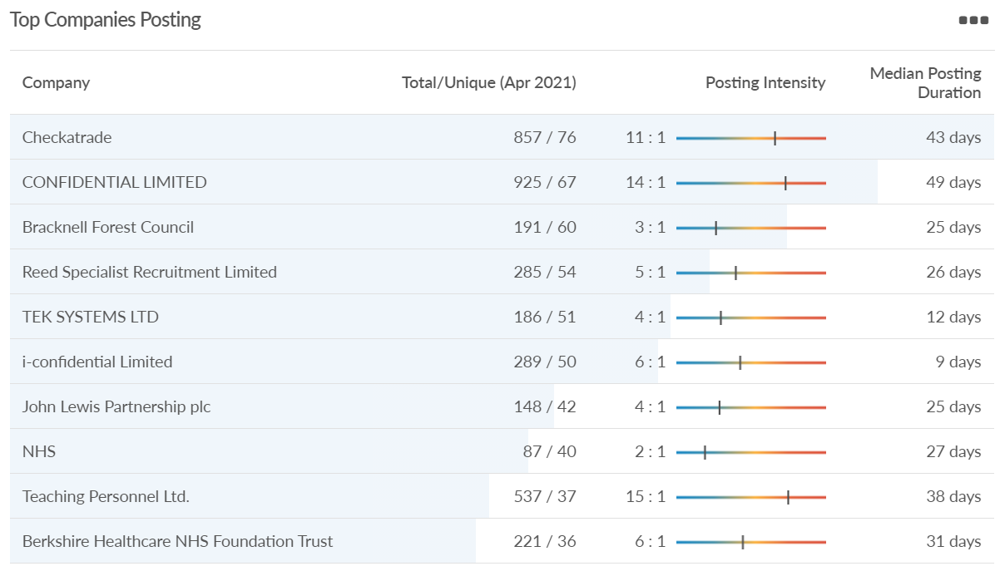 Top Companies Posting
Company Total/Unique (Apr 2021) Posting Intensity Median Posting
Duration
Checkatrade 857 / 76 11 : 1 43 days
CONFIDENTIAL LIMITED 925 / 67 14 : 1 49 days
Bracknell Forest Council 191 / 60 3 : 1 25 days
Reed Specialist Recruitment Limited 285 / 54 5 : 1 26 days
TEK SYSTEMS LTD 186 / 51 4 : 1 12 days
i-confidential Limited 289 / 50 6 : 1 9 days
John Lewis Partnership plc 148 / 42 4 : 1 25 days
NHS 87 / 40 2 : 1 27 days
Teaching Personnel Ltd. 537 / 37 15 : 1 38 days
Berkshire Healthcare NHS Foundation Trust 221 / 36 6 : 1 31 days